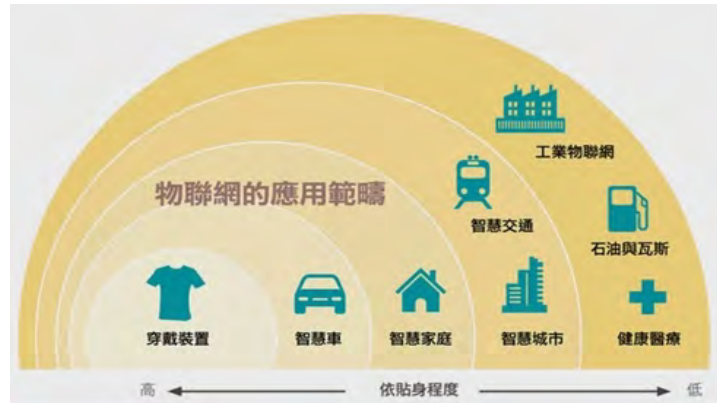 工業物聯網
物聯網的應用範疇
智慧交通
石油與瓦斯
穿戴裝置
智慧車
智慧家庭
智慧城市
健康醫療
高
依貼身程度
低